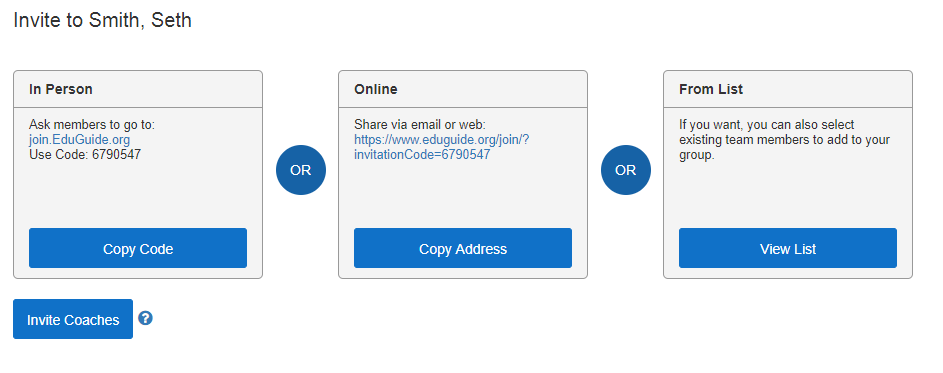 Invite to Smith, Seth
In Person
Ask members to go to:
join.EduGuide.org
Use Code: 6790547
Copy Code
OR
Online
Share via email or web:
https://www.eduguide.org/join/?
invitationCode=6790547
Copy Address
OR
From List
If you want, you can also select
existing team members to add to your
group.
View List
Invite Coaches ?